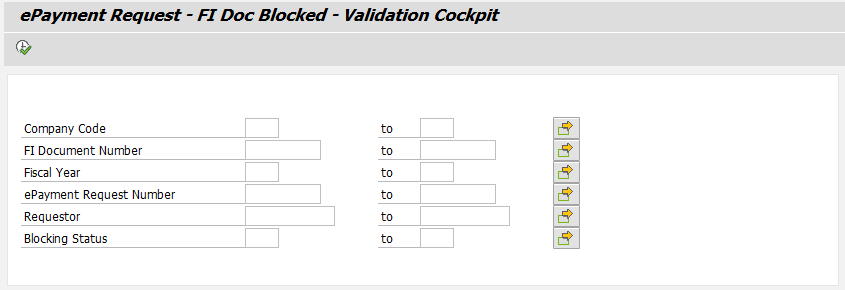 ePayment Request - FI Doc Blocked - Validation Cockpit
Company Code to
FI Document Number to
Fiscal Year to
ePayment Request Number to
Requestor to
Blocking Status to